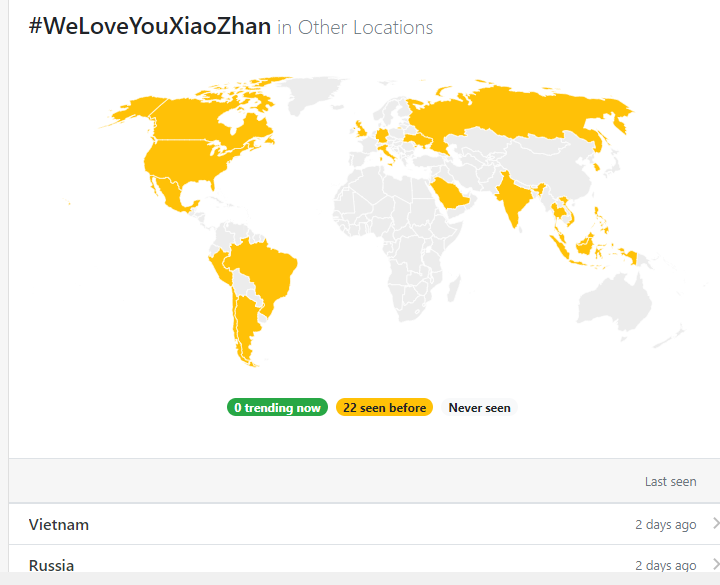 #WeLoveYouXiaoZhan in Other Locations
0 trending now 22 seen before Never seen
Last seen
Vietnam 2 days ago
Russia 2 days ago